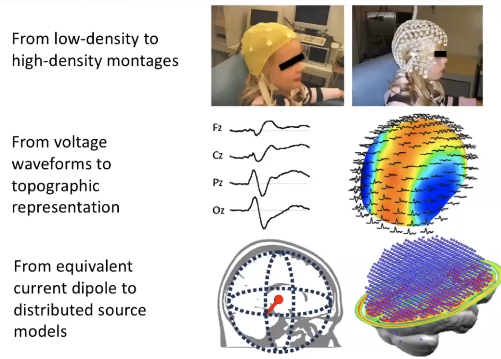 From low-density to
high-density montages
From voltage
waveforms to
topographic
representation
Fz
Cz
Pz
Oz
From equivalent
current dipole to
distributed source
models